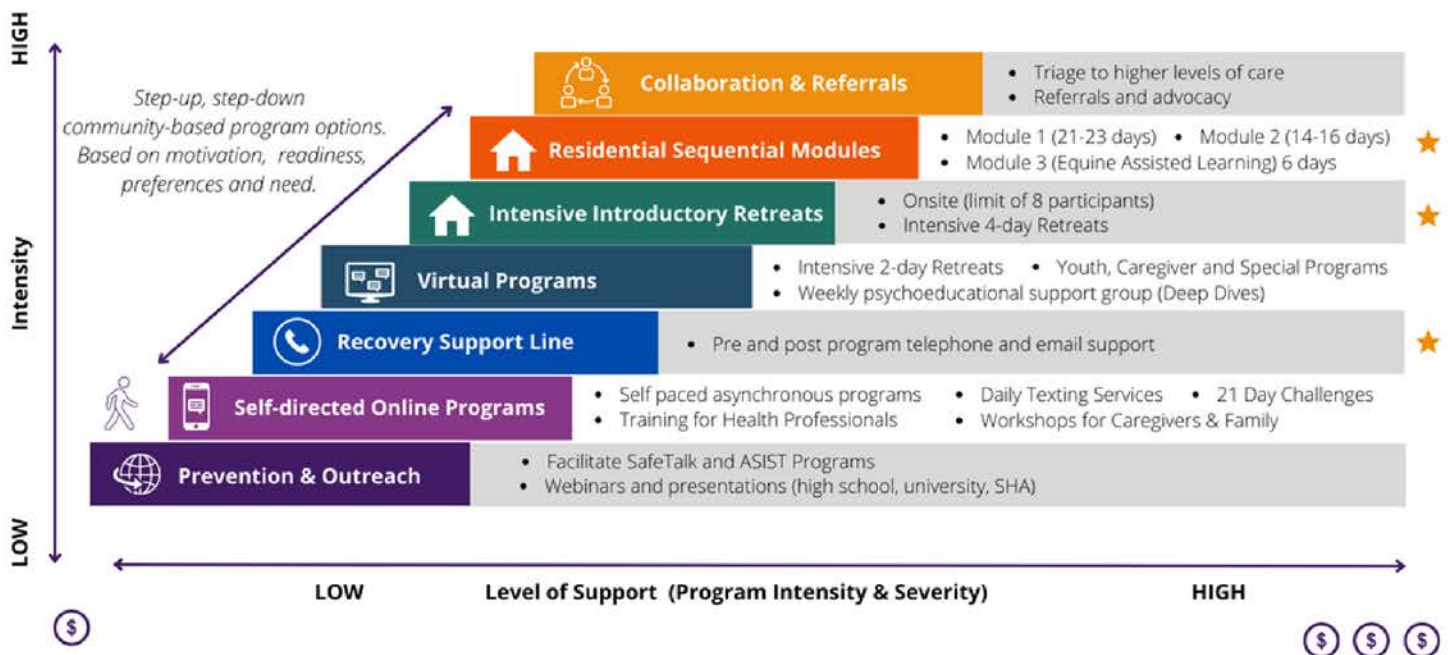 HIGH
Step-up, step-down
community-based program options.
Based on motivation, readiness,
preferences and need.
Collaboration & Referrals
• Triage to higher levels of care
• Referrals and advocacy
Residential Sequential Modules
• Module 1 (21-23 days) • Module 2 (14-16 days)
• Module 3 (Equine Assisted Learning) 6 days
Intensive Introductory Retreats
• Onsite (limit of 8 participants)
• Intensive 4-day Retreats
Intensity
Virtual Programs
• Intensive 2-day Retreats • Youth, Caregiver and Special Programs
• Weekly psychoeducational support group (Deep Dives)
Recovery Support Line
• Pre and post program telephone and email support
Self-directed Online Programs
• Self paced asynchronous programs • Daily Texting Services • 21 Day Challenges
• Training for Health Professionals • Workshops for Caregivers & Family
Prevention & Outreach
• Facilitate SafeTalk and ASIST Programs
• Webinars and presentations (high school, university, SHA)
LOW
LOW Level of Support (Program Intensity & Severity) HIGH
$ $ $ $